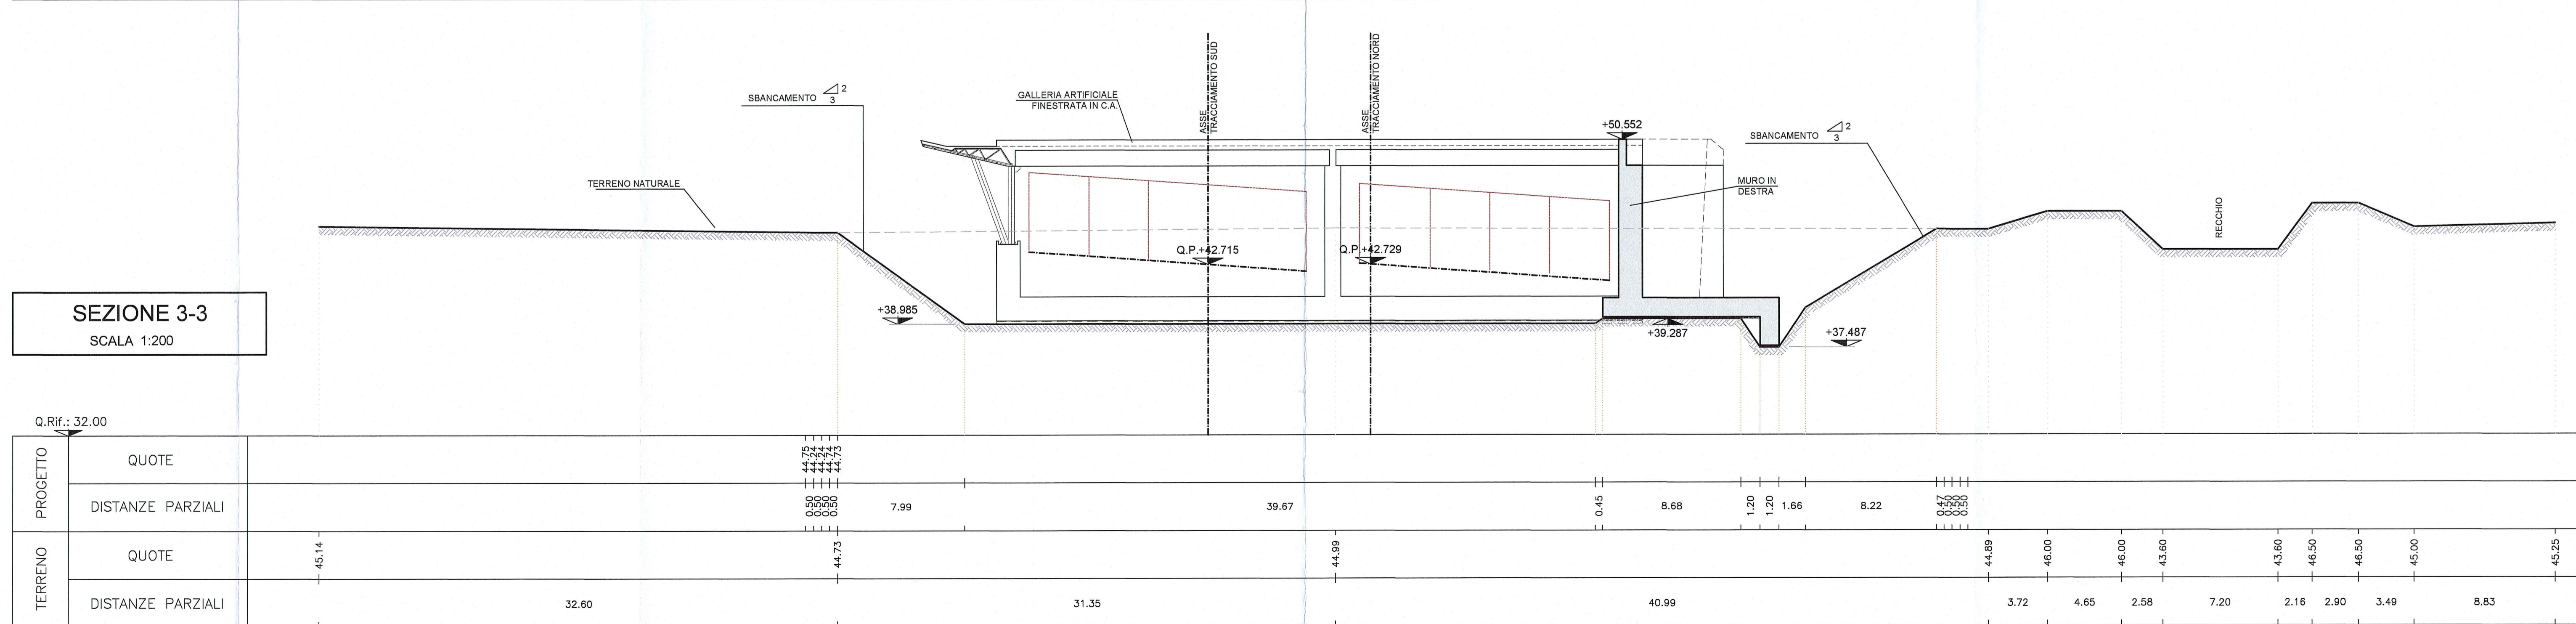 ASSE
TRACCIAMENTO SUD
ASSE
TRACCIAMENTO NORD
SBANCAMENTO 2
3
GALLERIA ARTIFICIALE
FINESTRATA IN C.A.
+50.552
SBANCAMENTO 2
3
TERRENO NATURALE
MURO IN
DESTRA
RECCHIO
Q.P.+42.715
Q.P.+42.729
SEZIONE 3-3
SCALA 1:200
+38.985
+39.287
+37.487
Q.Rif.: 32.00
PROGETTO
QUOTE
44.75
44.24
44.24
44.74
44.73
DISTANZE PARZIALI
0.50
0.50
0.50
0.50
7.99
39.67
0.45
8.68
1.20
1.20
1.66
8.22
0.47
0.50
0.50
0.50
TERRENO
QUOTE
45.14
44.73
44.99
44.89
46.00
46.00
43.60
43.60
46.50
46.50
45.00
45.25
DISTANZE PARZIALI
32.60
31.35
40.99
3.72
4.65
2.58
7.20
2.16
2.90
3.49
8.83